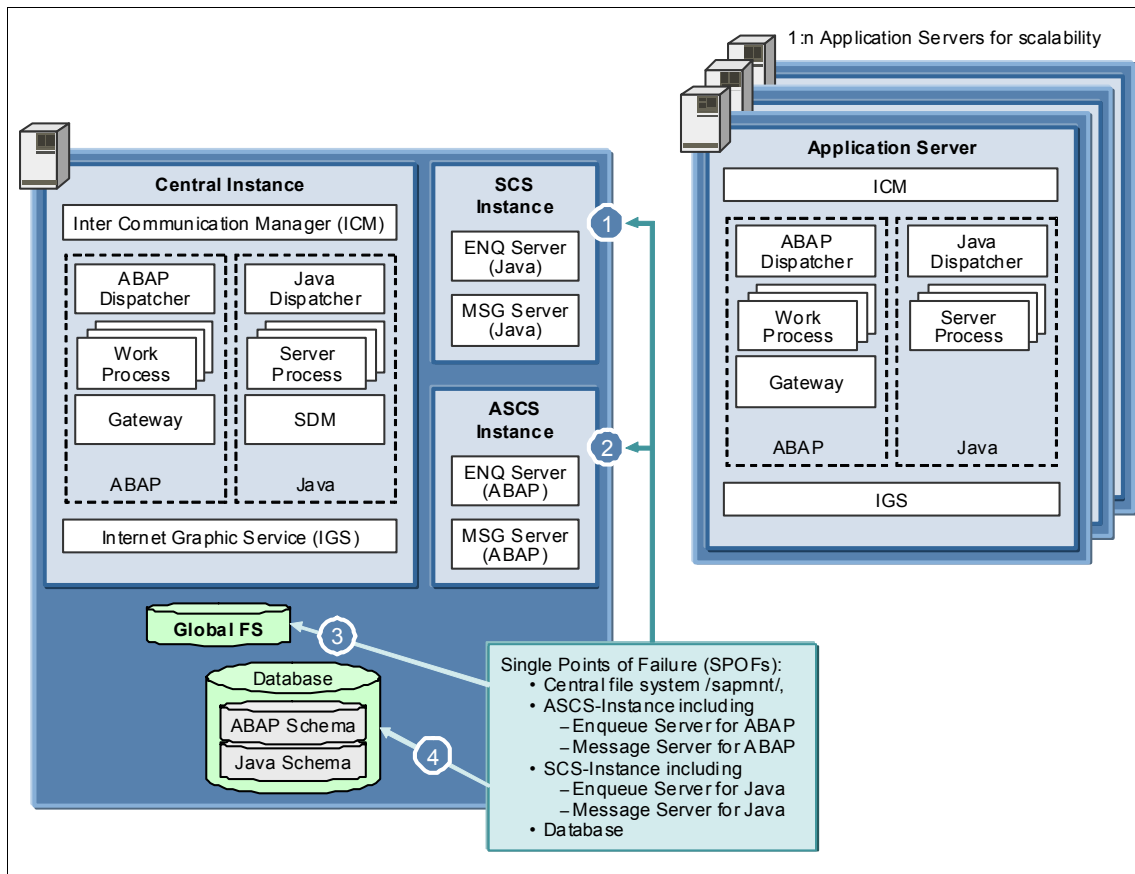 1:n Application Servers for scalability
Central Instance
Inter Communication Manager (ICM)
ABAP
Dispatcher
Work
Process
Gateway
ABAP
Java
Dispatcher
Server
Process
SDM
Java
Internet Graphic Service (IGS)
SCS
Instance
ENQ Server
(Java)
MSG Server
(Java)
1
ASCS
Instance
ENQ Server
(ABAP)
MSG Server
(ABAP)
2
Application Server
ICM
ABAP
Dispatcher
Work
Process
Gateway
ABAP
Java
Dispatcher
Server
Process
Java
IGS
Global FS
3
Database
ABAP Schema
Java Schema
4
Single Points of Failure (SPOFs):
• Central file system /sapmnt/,
• ASCS-Instance including
– Enqueue Server for ABAP
– Message Server for ABAP
• SCS-Instance including
– Enqueue Server for Java
– Message Server for Java
• Database